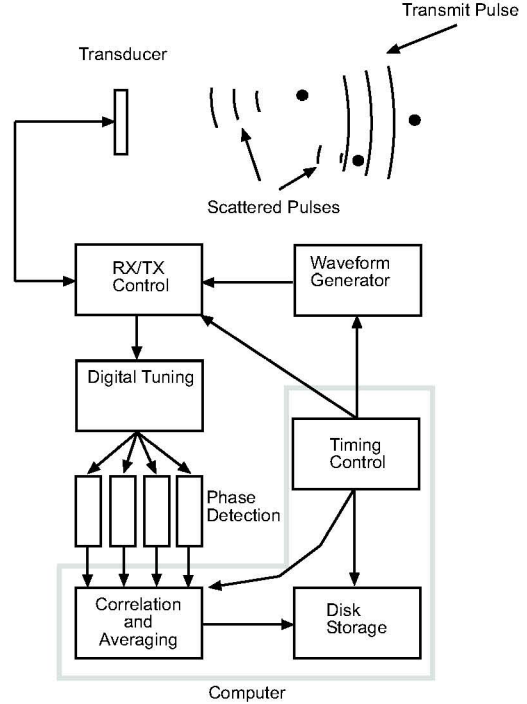 Transmit Pulse
Transducer
Scattered Pulses
RX/TX
Control
Waveform
Generator
Digital Tuning
Timing
Control
Phase
Detection
Correlation
and
Averaging
Disk
Storage
Computer